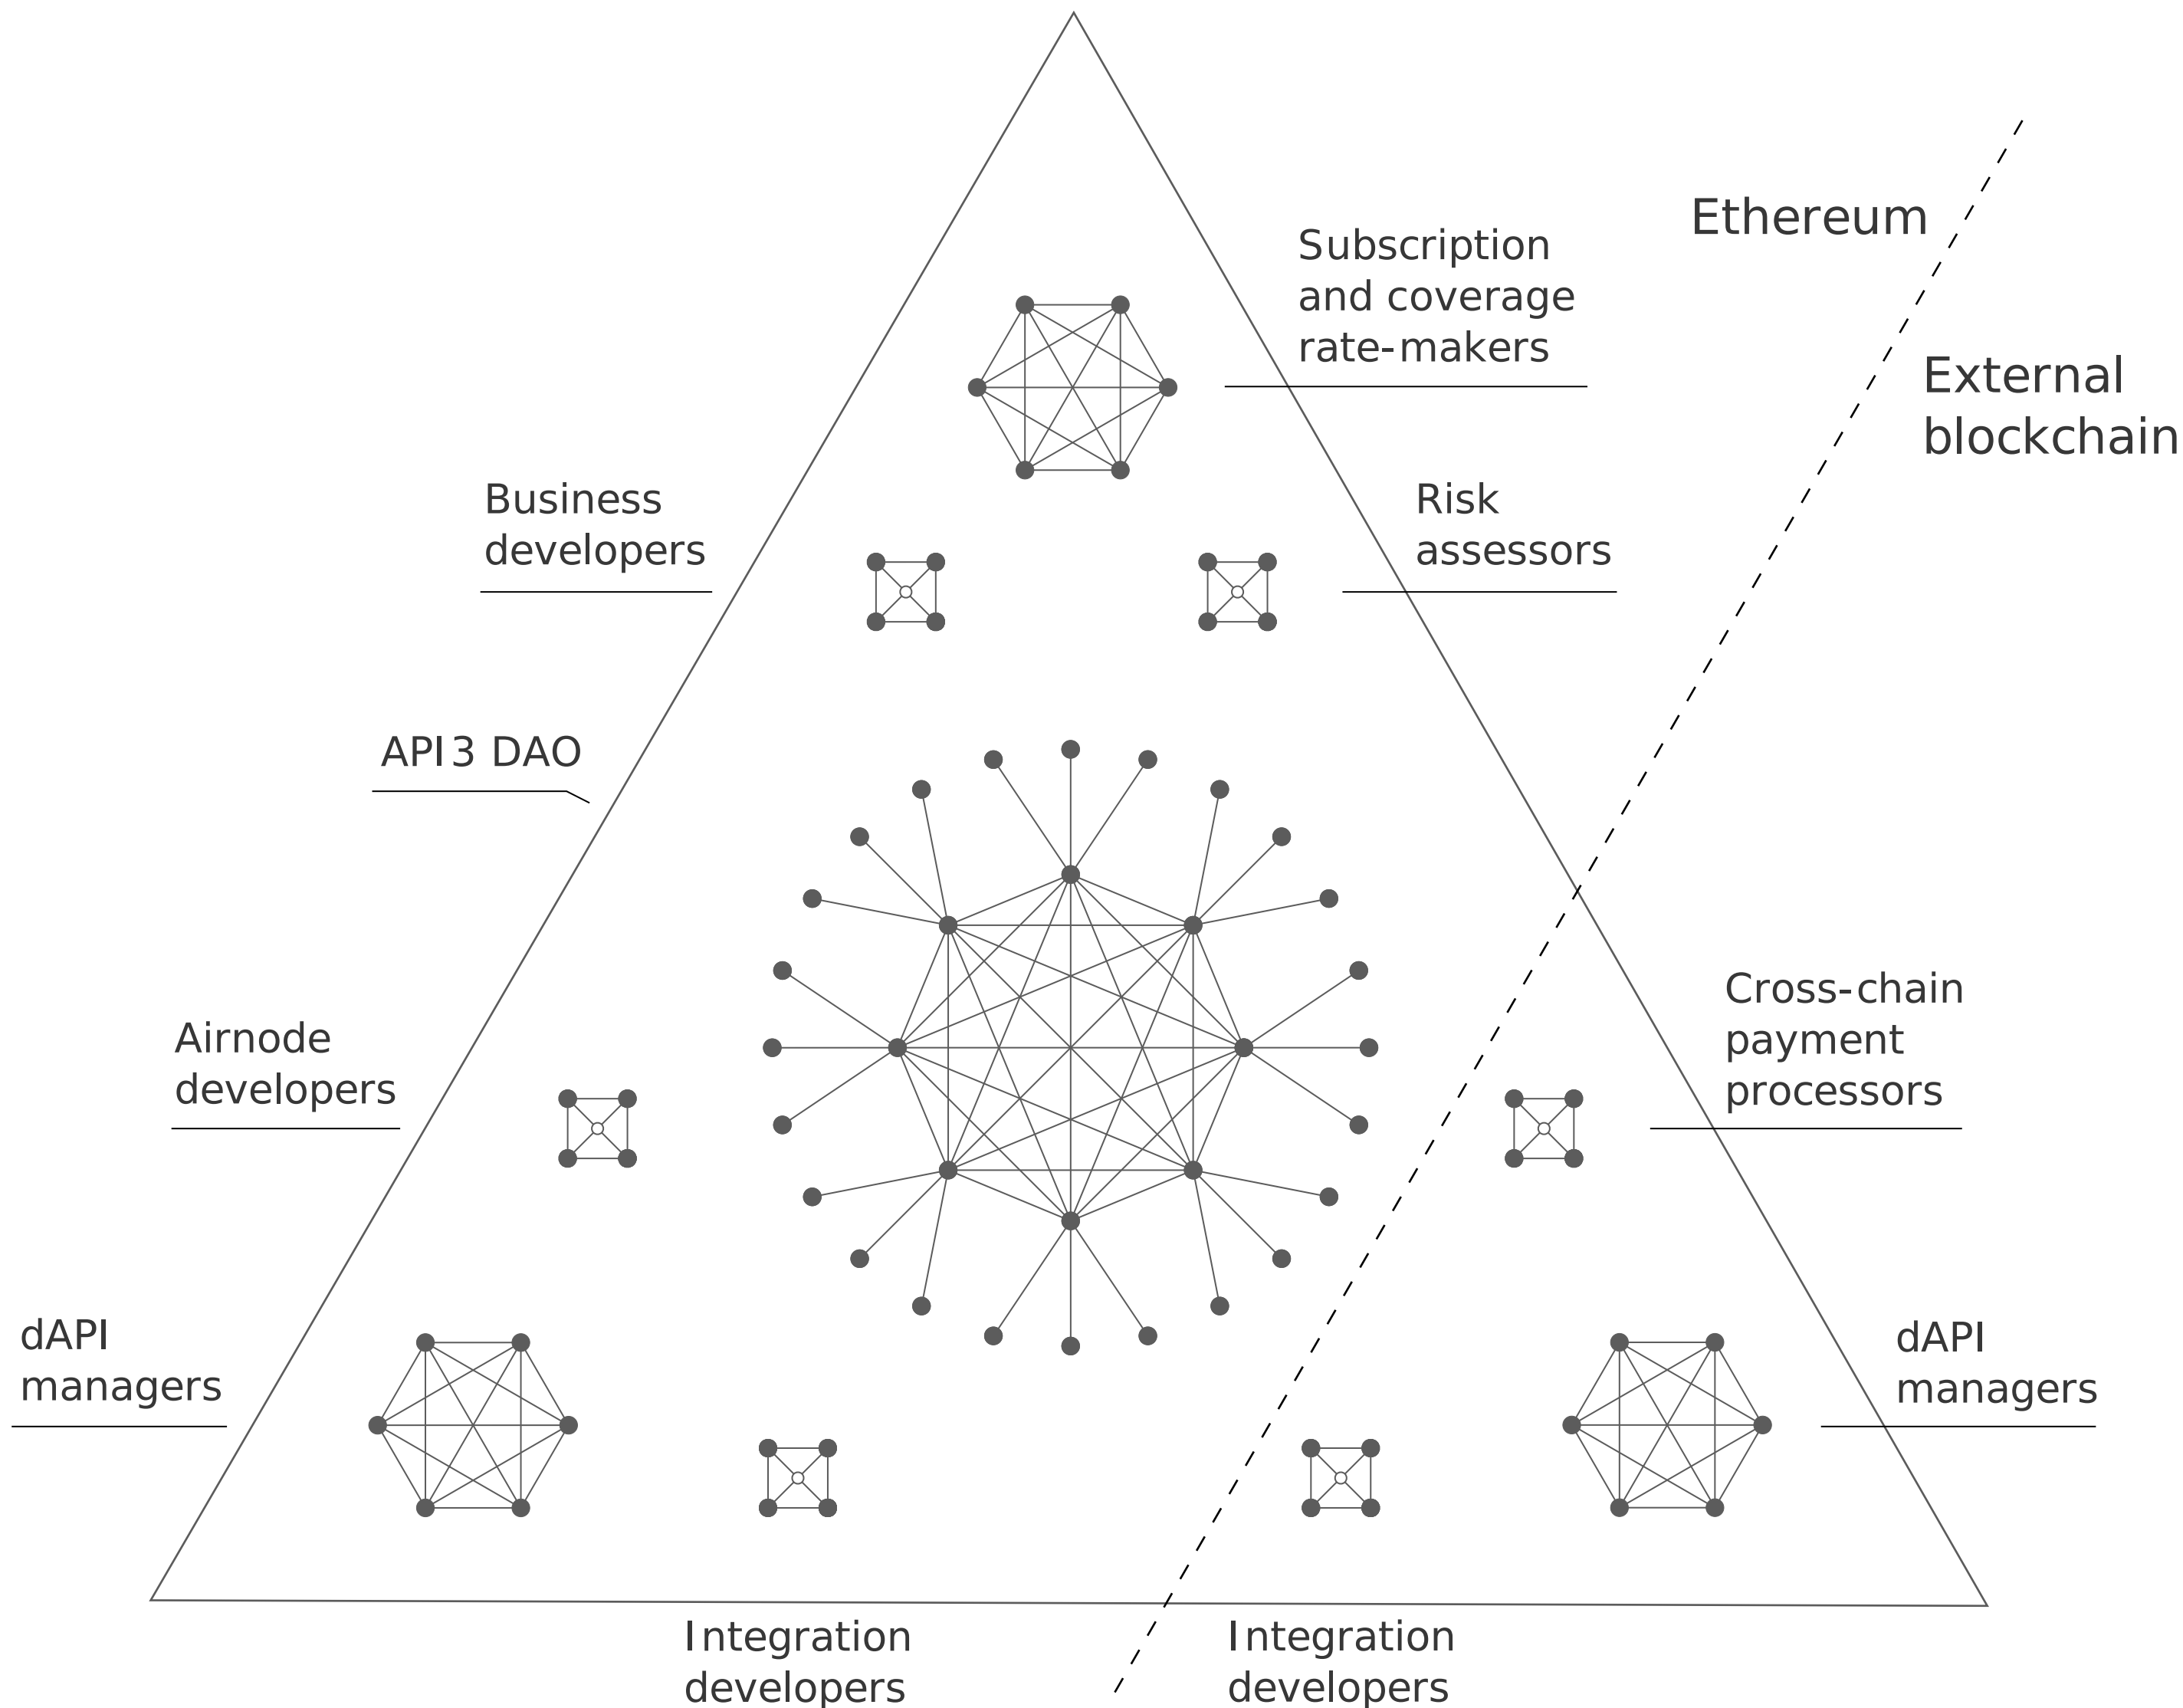 Ethereum
Subscription
and coverage
rate-makers
External
blockchain
Business
developers
Risk
assessors
API3 DAO
Cross-chain
payment
processors
Airnode
developers
dAPI
managers
dAPI
managers
Integration
developers
Integration
developers